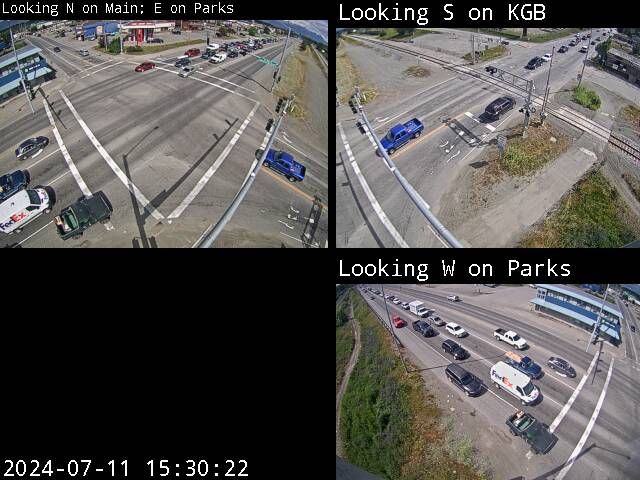 Looking N on Main; E on Parks
Looking S on KGB
FedEx
Looking W on Parks
FedEx
2024-07-11 15:30:22